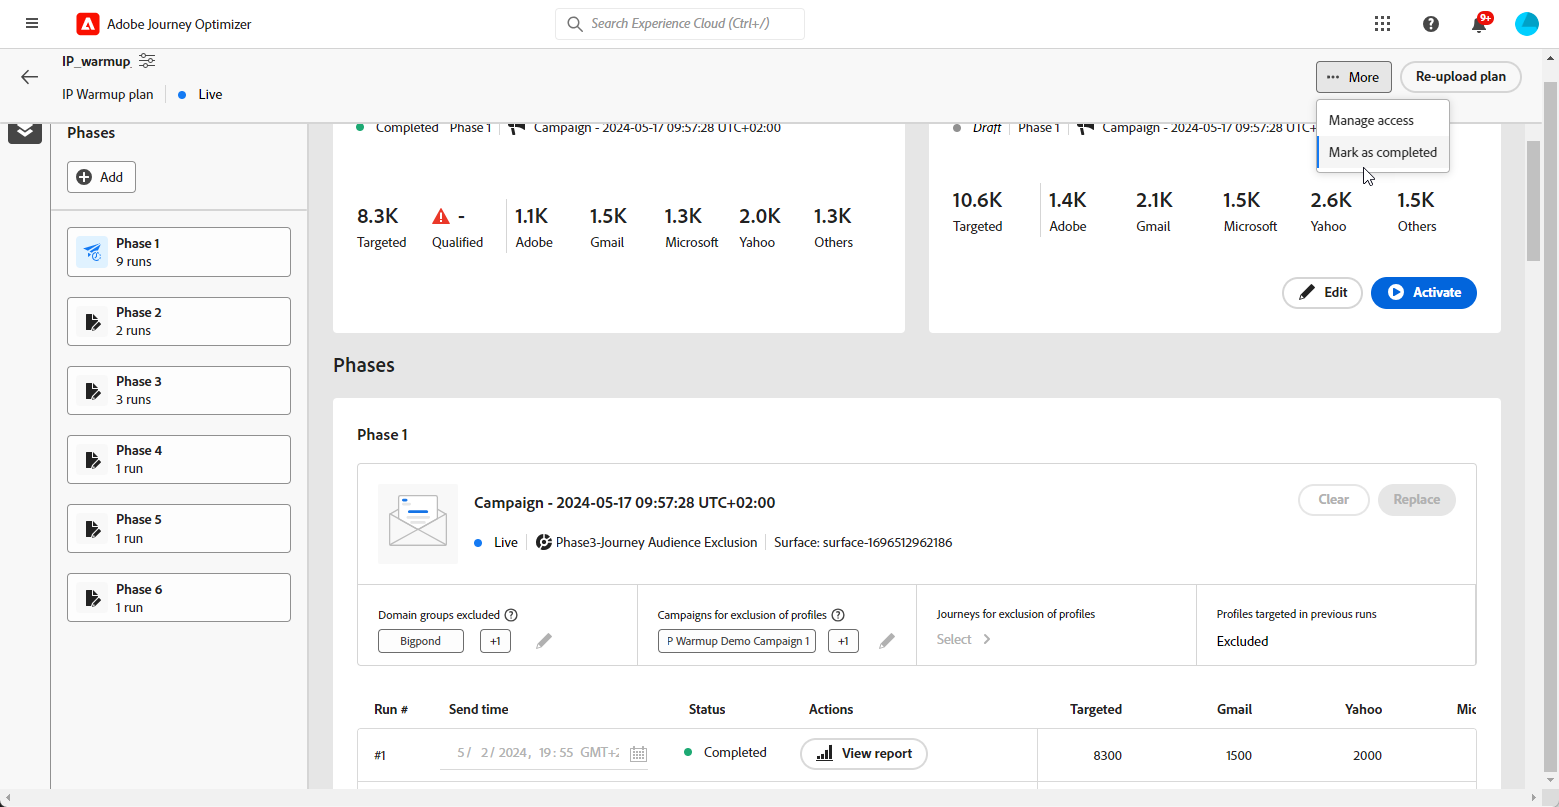 Adobe Journey Optimizer
Search Experience Cloud (Ctrl+/)
9+
IP_warmup
IP Warmup plan
Live
More
Re-upload plan
Manage access
Mark as completed
Phases
Add
Phase 1
9 runs
Phase 2
2 runs
Phase 3
3 runs
Phase 4
1 run
Phase 5
1 run
Phase 6
1 run
Completed Phase 1 Campaign - 2024-05-17 09:57:28 UTC+02:00
8.3K - 1.1K 1.5K 1.3K 2.0K 1.3K
Targeted Qualified Adobe Gmail Microsoft Yahoo Others
Draft Phase 1 Campaign - 2024-05-17 09:57:28 UTC+
10.6K 1.4K 2.1K 1.5K 2.6K 1.5K
Targeted Adobe Gmail Microsoft Yahoo Others
Edit Activate
Phases
Phase 1
Campaign - 2024-05-17 09:57:28 UTC+02:00
Clear Replace
Live Phase3-Journey Audience Exclusion Surface: surface-1696512962186
Domain groups excluded
Bigpond +1
Campaigns for exclusion of profiles
P Warmup Demo Campaign 1 +1
Journeys for exclusion of profiles
Select
Profiles targeted in previous runs
Excluded
Run # Send time Status Actions Targeted Gmail Yahoo Mic
#1 5/ 2/2024, 19:55 GMT+2 Completed View report 8300 1500 2000